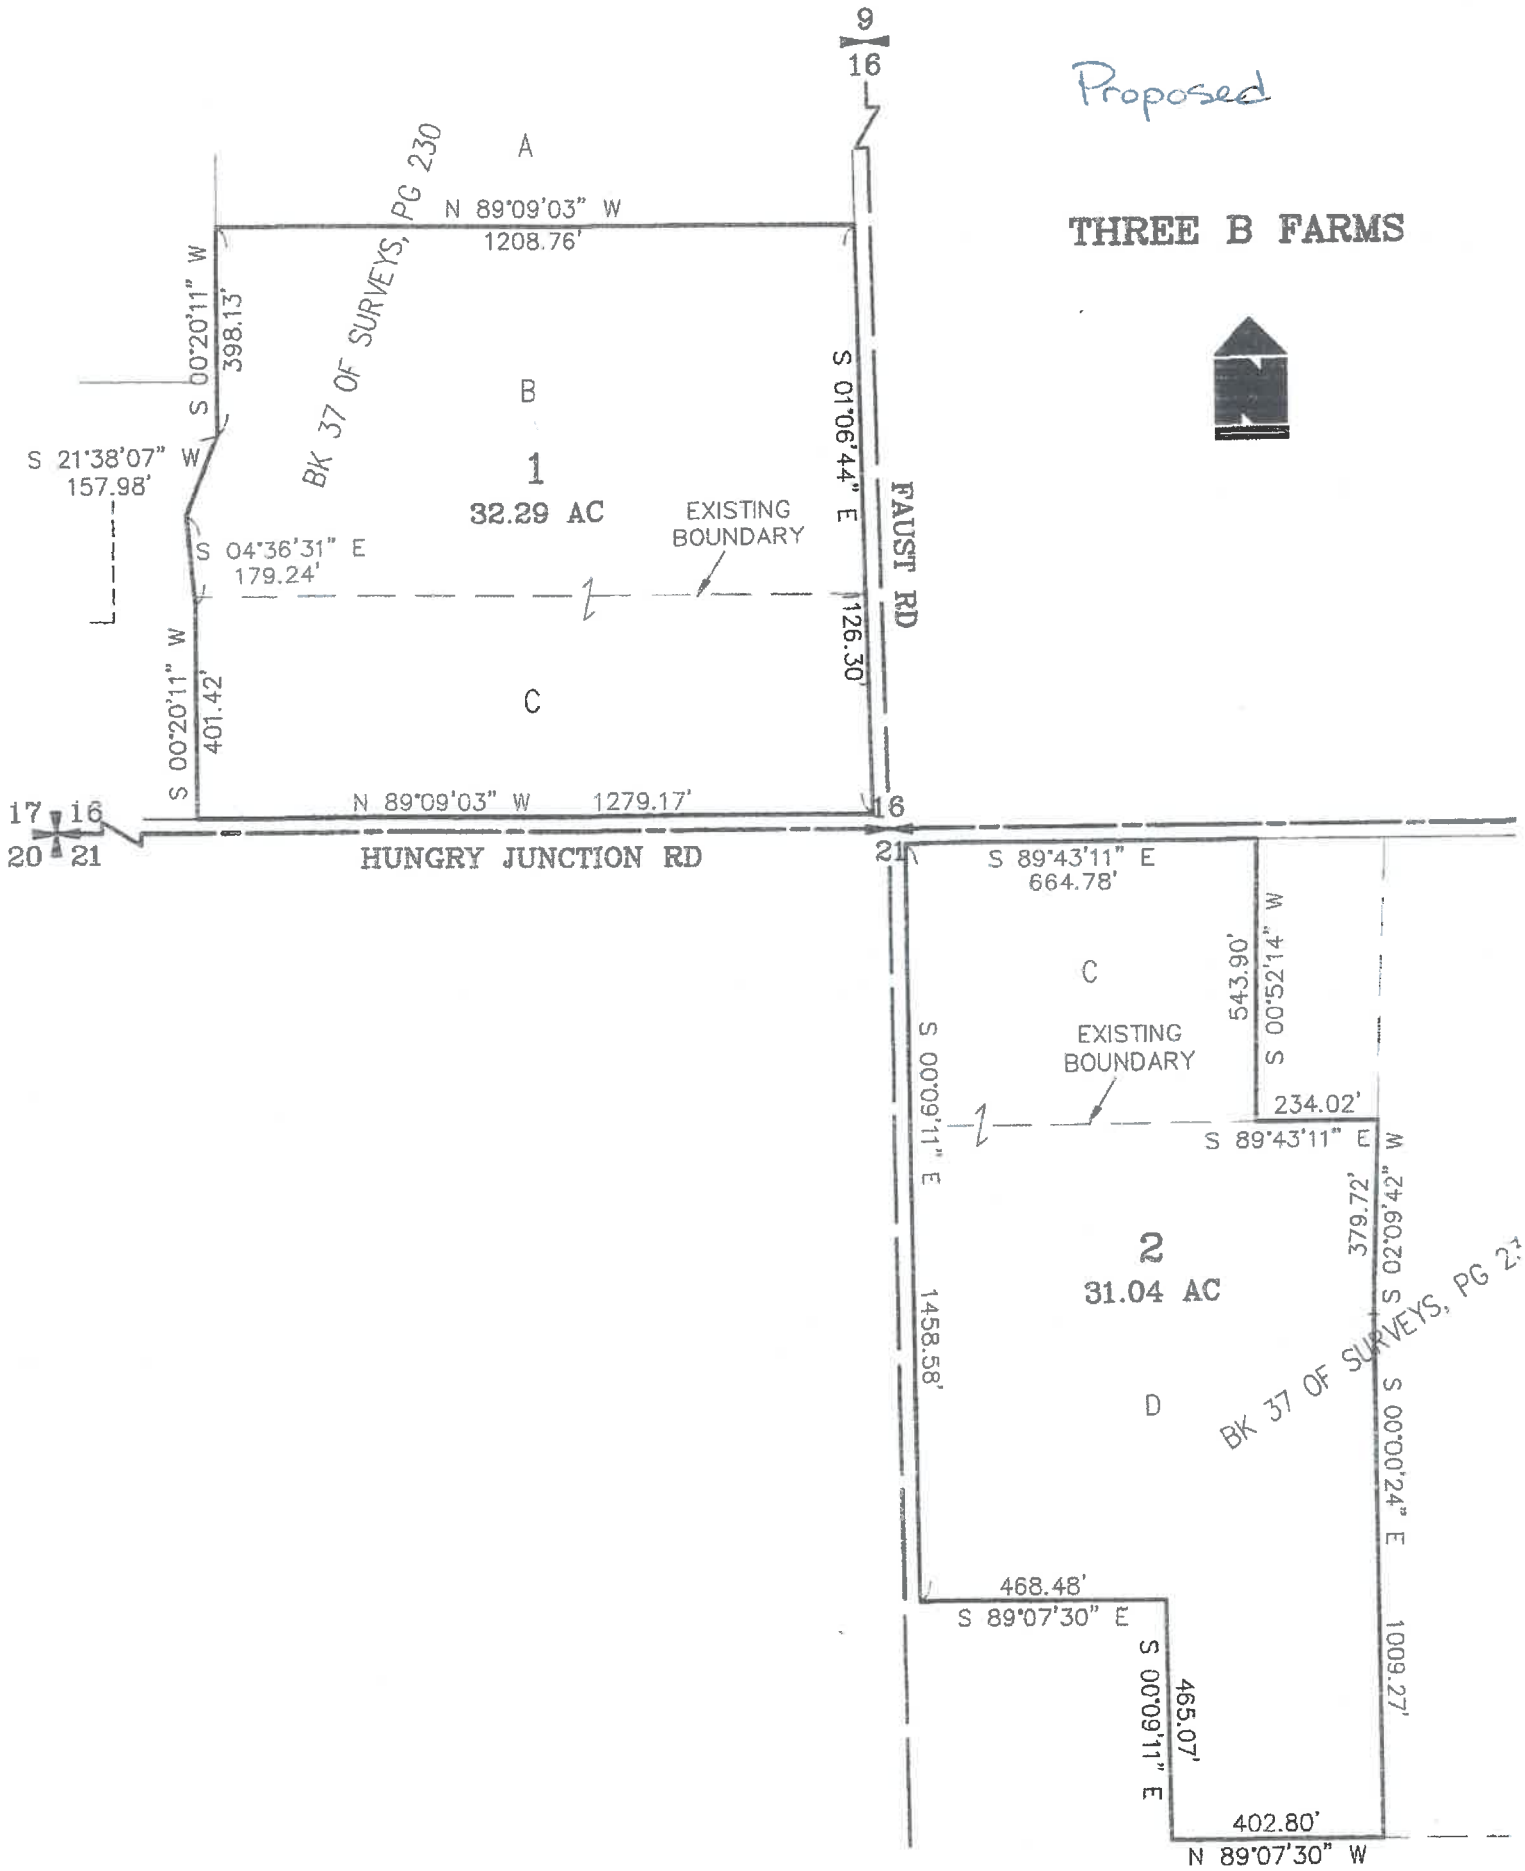 9
16
Proposed
THREE B FARMS
A
BK 37 OF SURVEYS, PG 230
N 89°09'03" W
1208.76'
S 00°20'11" W
398.13'
B
S 01°06'44" E
S 21°38'07" W
157.98'
1
32.29 AC
EXISTING
BOUNDARY
FAUST RD
S 04°36'31" E
179.24'
126.30'
S 00°20'11" W
401.42'
C
N 89°09'03" W 1279.17'
17 16
20 21
16
21
HUNGRY JUNCTION RD
S 89°43'11" E
664.78'
543.90'
S 00°52'14" W
C
EXISTING
BOUNDARY
S 00°09'11" E 1458.58'
234.02'
S 89°43'11" E
379.72'
S 02°09'42" W
2
31.04 AC
BK 37 OF SURVEYS, PG
D
S 00°00'24" E 1009.27'
468.48'
S 89°07'30" E
465.07'
S 00°09'11" E
402.80'
N 89°07'30" W